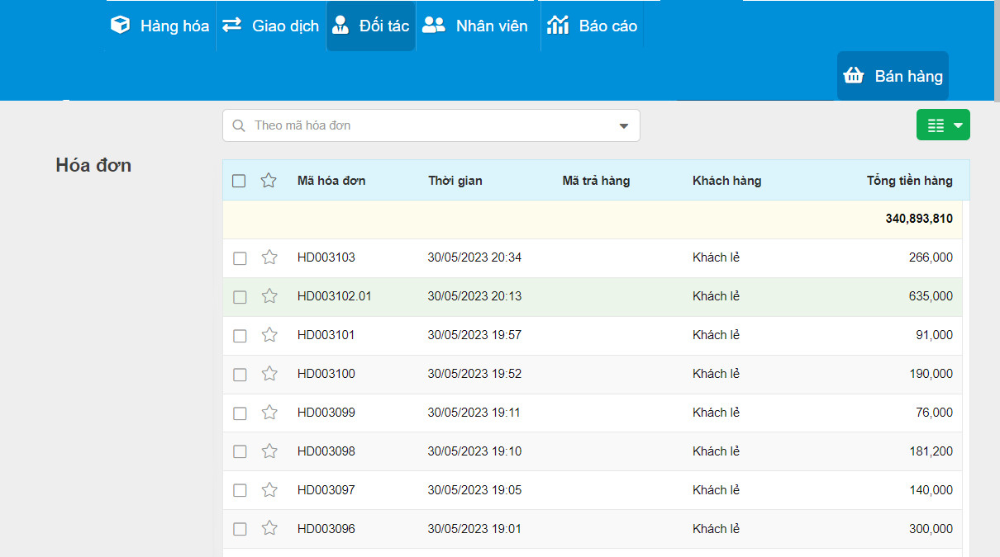 Hàng hóa Giao dịch Đối tác Nhân viên Báo cáo
Bán hàng
Theo mã hóa đơn
Hóa đơn
Mã hóa đơn Thời gian Mã trả hàng Khách hàng Tổng tiền hàng
340,893,810
HD003103 30/05/2023 20:34 Khách lẻ 266,000
HD003102.01 30/05/2023 20:13 Khách lẻ 635,000
HD003101 30/05/2023 19:57 Khách lẻ 91,000
HD003100 30/05/2023 19:52 Khách lẻ 190,000
HD003099 30/05/2023 19:11 Khách lẻ 76,000
HD003098 30/05/2023 19:10 Khách lẻ 181,200
HD003097 30/05/2023 19:05 Khách lẻ 140,000
HD003096 30/05/2023 19:01 Khách lẻ 300,000